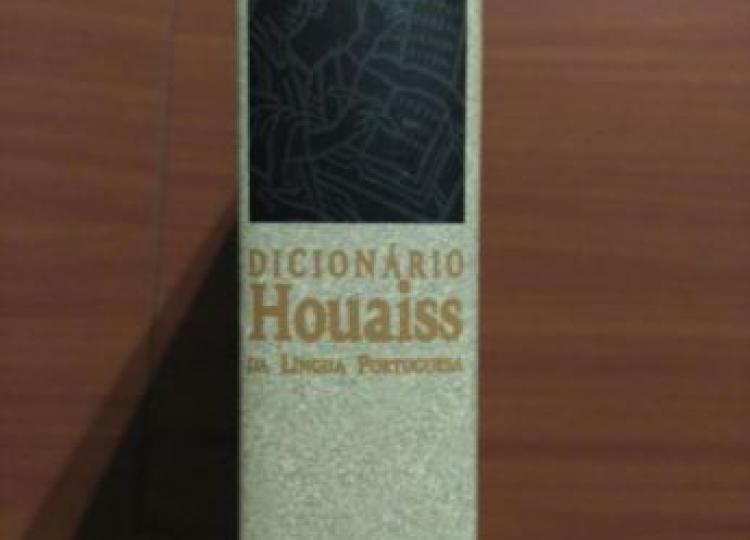 DICIONÁRIO
Houaiss
DA LÍNGUA PORTUGUESA